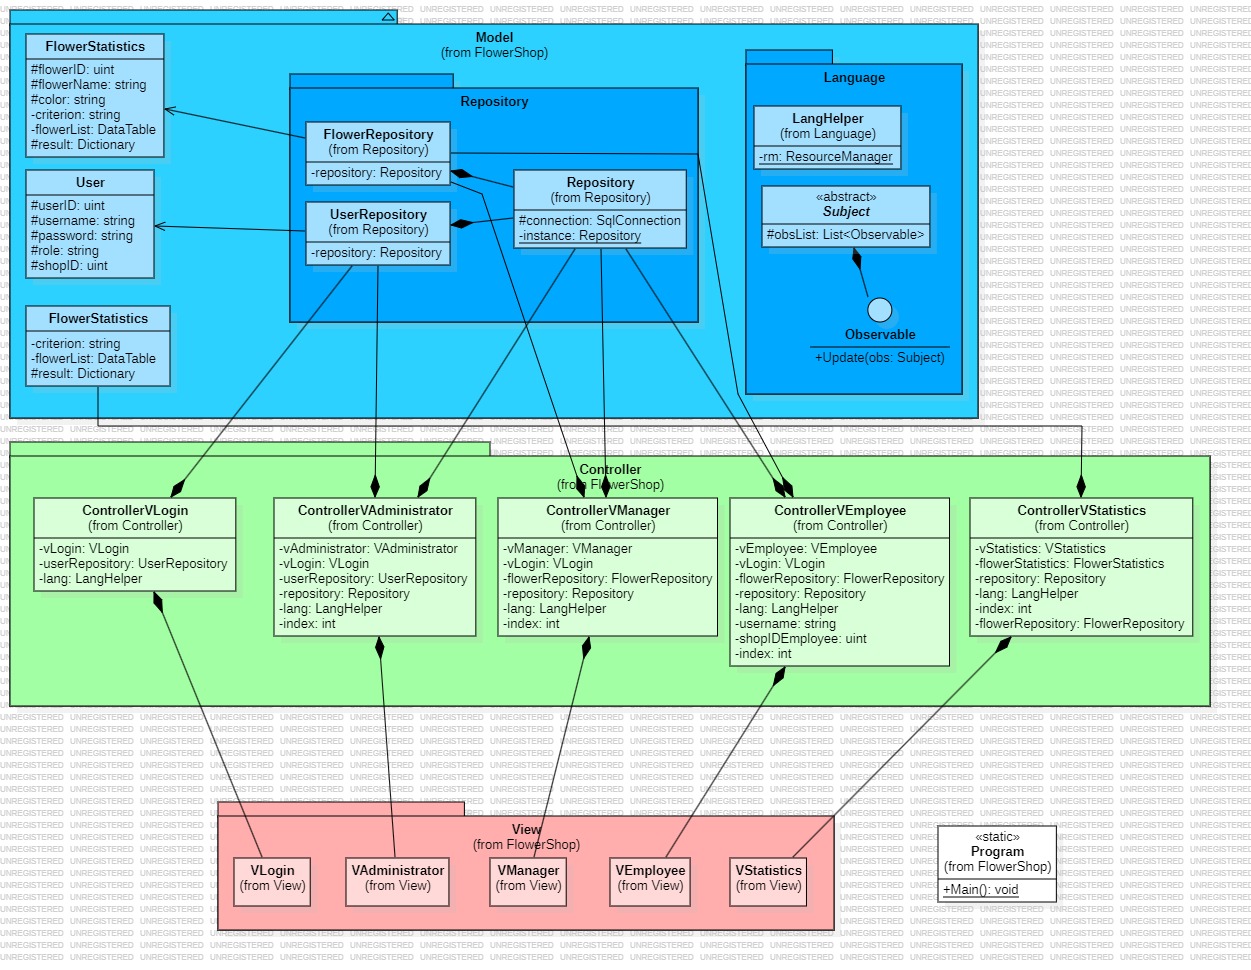 Model
(from FlowerShop)
FlowerStatistics
#flowerID: uint
#flowerName: string
#color: string
-criterion: string
-flowerList: DataTable
#result: Dictionary
User
#userID: uint
#username: string
#password: string
#role: string
#shopID: uint
FlowerStatistics
-criterion: string
-flowerList: DataTable
#result: Dictionary
Repository
FlowerRepository
(from Repository)
-repository: Repository
UserRepository
(from Repository)
-repository: Repository
Repository
(from Repository)
#connection: SqlConnection
-instance: Repository
Language
LangHelper
(from Language)
-rm: ResourceManager
«abstract»
Subject
#obsList: List<Observable>
Observable
+Update(obs: Subject)
Controller
(from FlowerShop)
ControllerVLogin
(from Controller)
-vLogin: VLogin
-userRepository: UserRepository
-lang: LangHelper
ControllerVAdministrator
(from Controller)
-vAdministrator: VAdministrator
-vLogin: VLogin
-userRepository: UserRepository
-repository: Repository
-lang: LangHelper
-index: int
ControllerVManager
(from Controller)
-vManager: VManager
-vLogin: VLogin
-flowerRepository: FlowerRepository
-repository: Repository
-lang: LangHelper
-index: int
ControllerVEmployee
(from Controller)
-vEmployee: VEmployee
-vLogin: VLogin
-flowerRepository: FlowerRepository
-repository: Repository
-lang: LangHelper
-username: string
-shopIDEmployee: uint
-index: int
ControllerVStatistics
(from Controller)
-vStatistics: VStatistics
-flowerStatistics: FlowerStatistics
-repository: Repository
-lang: LangHelper
-index: int
-flowerRepository: FlowerRepository
View
(from FlowerShop)
VLogin
(from View)
VAdministrator
(from View)
VManager
(from View)
VEmployee
(from View)
VStatistics
(from View)
«static»
Program
(from FlowerShop)
+Main(): void
UNREGISTERED